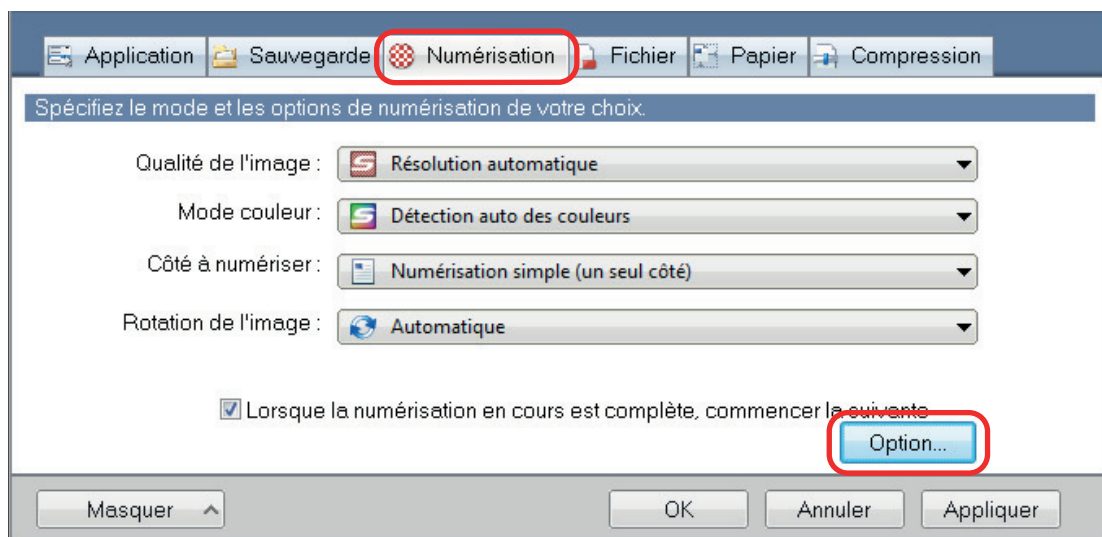 Application Sauvegarde Numérisation Fichier Papier Compression
Spécifiez le mode et les options de numérisation de votre choix.
Qualité de l'image : Résolution automatique
Mode couleur : Détection auto des couleurs
Côté à numériser : Numérisation simple (un seul côté)
Rotation de l'image : Automatique
Lorsque la numérisation en cours est complète, commencer la suivante
Option...
Masquer OK Annuler Appliquer